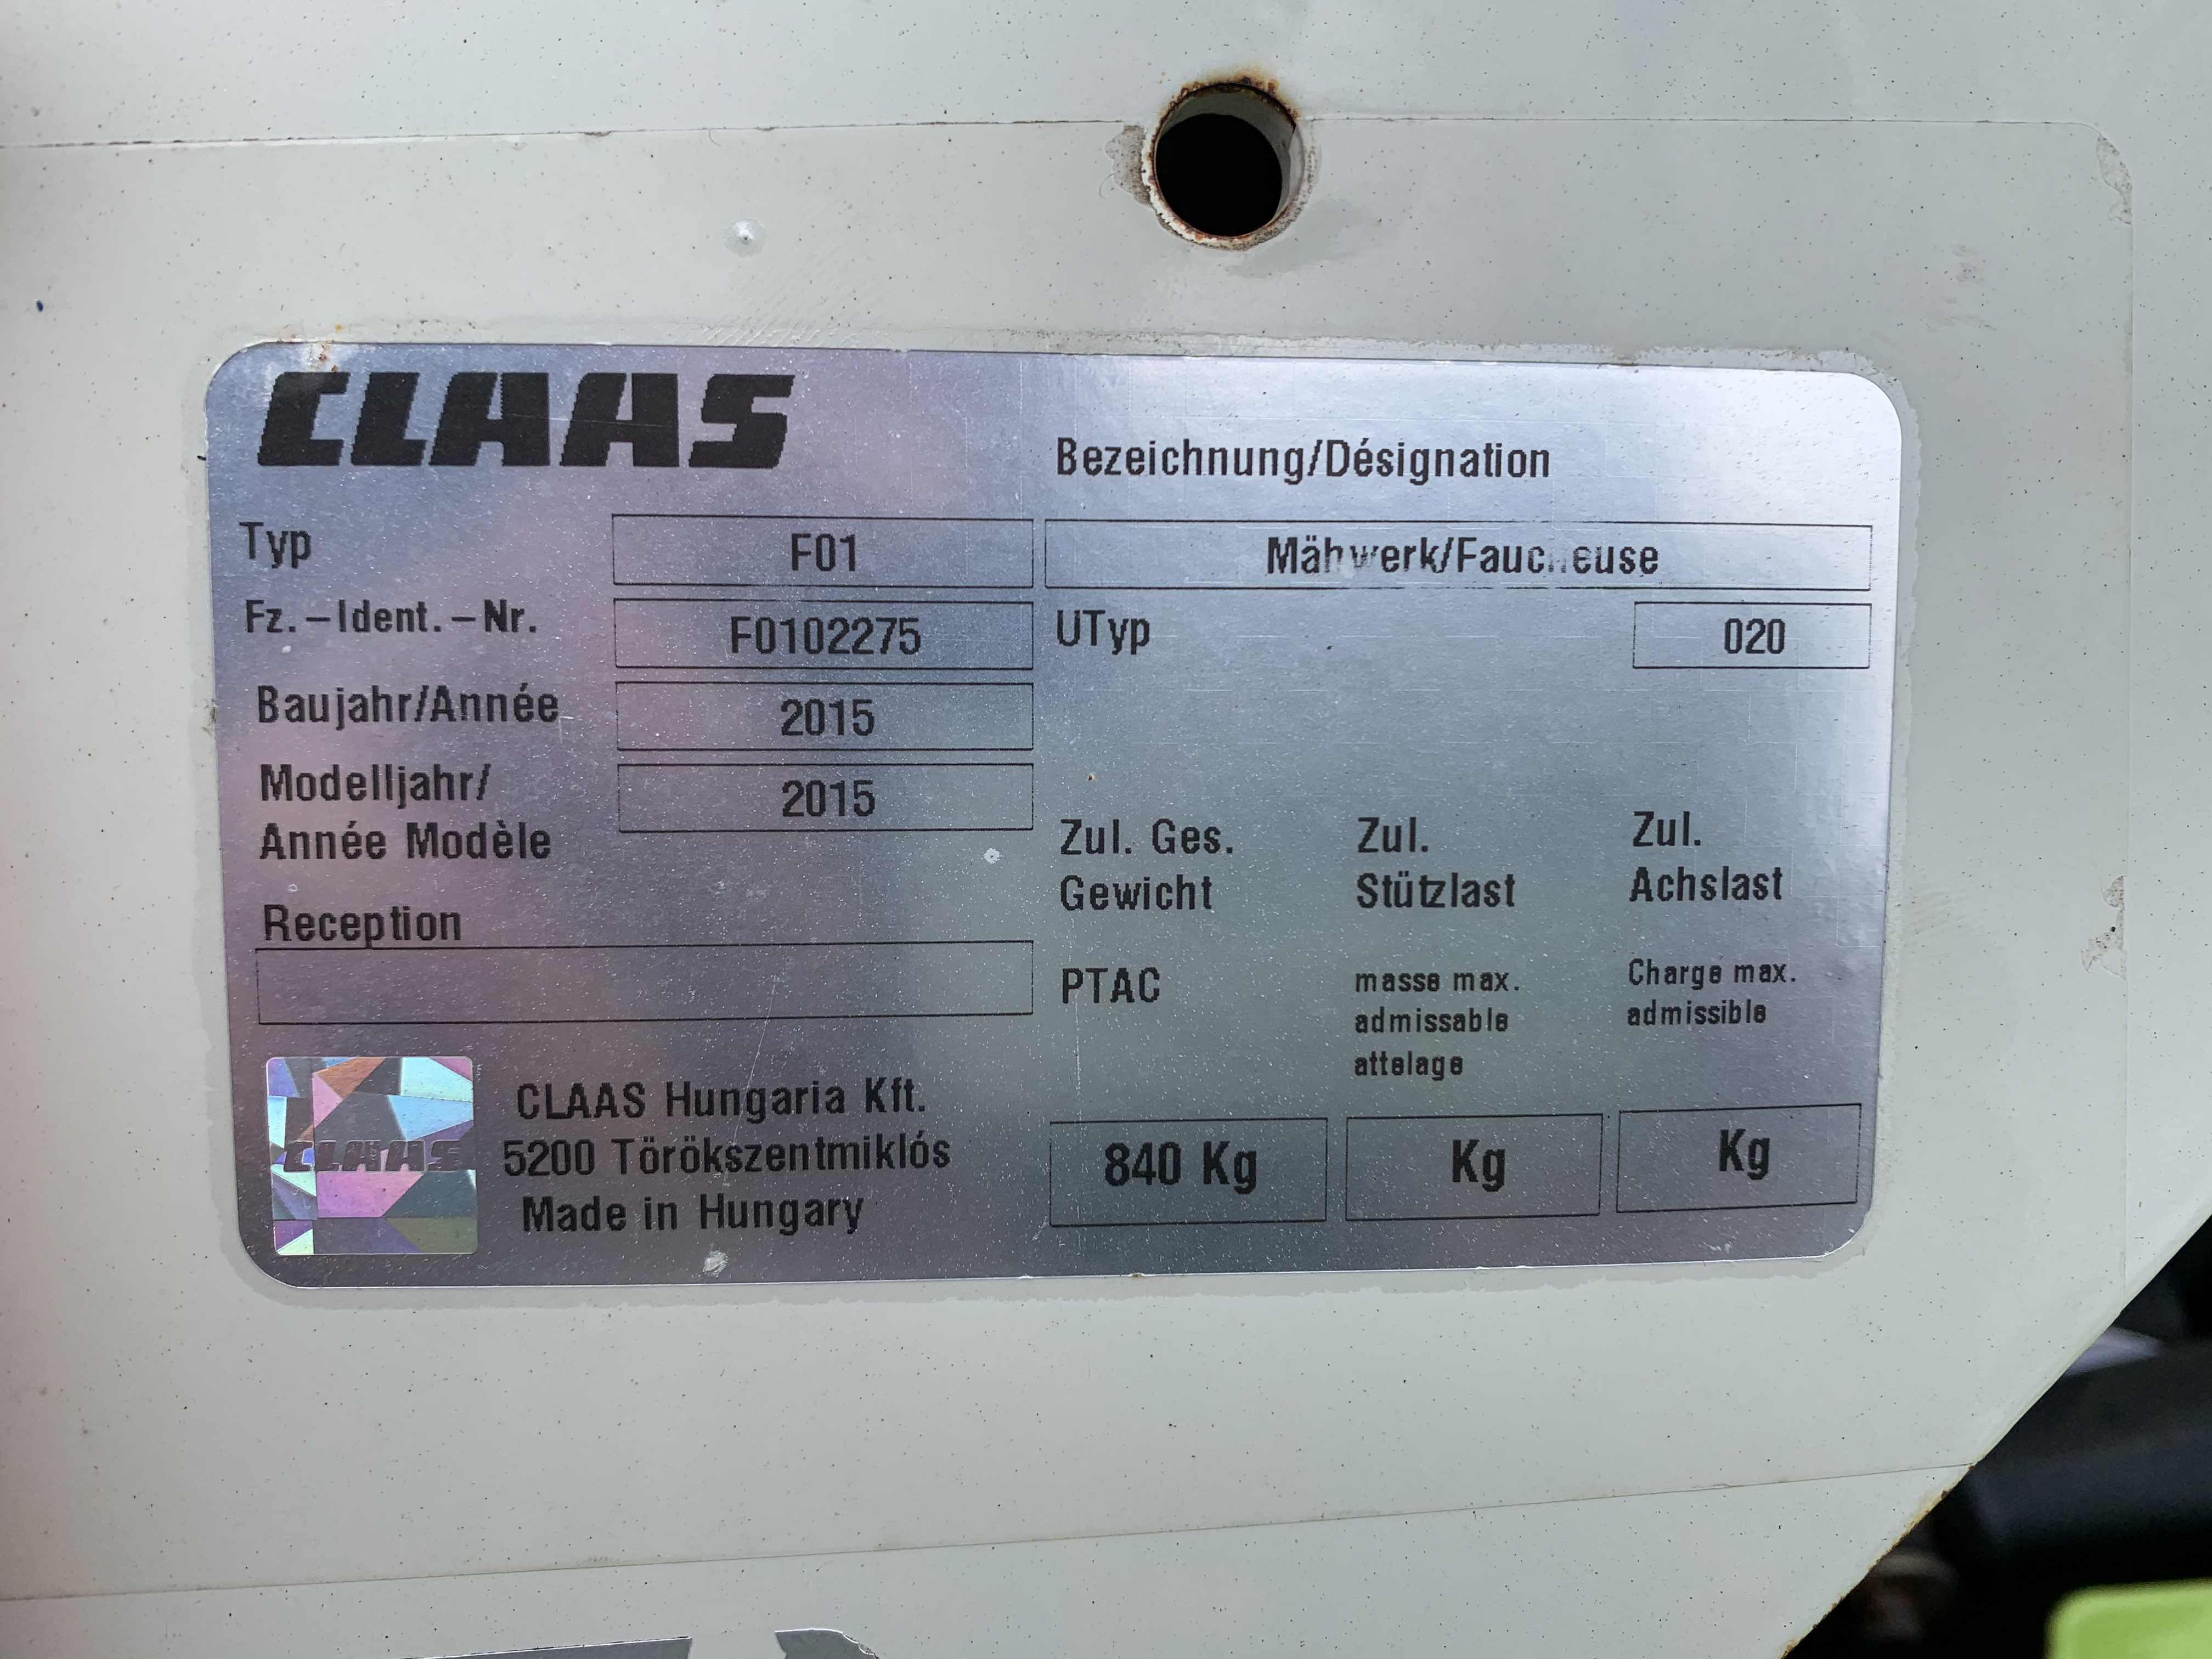 CLAAS
Bezeichnung/Désignation
Typ F01 Mähwerk/Faucheuse
Fz.-Ident.-Nr. F0102275 UTyp 020
Baujahr/Année 2015
Modelljahr/ 2015
Année Modèle
Reception
Zul. Ges.
Gewicht
PTAC
840 Kg
Zul.
Stützlast
masse max.
admissable
attelage
Kg
Zul.
Achslast
Charge max.
admissible
Kg
CLAAS
CLAAS Hungaria Kft.
5200 Törökszentmiklós
Made in Hungary